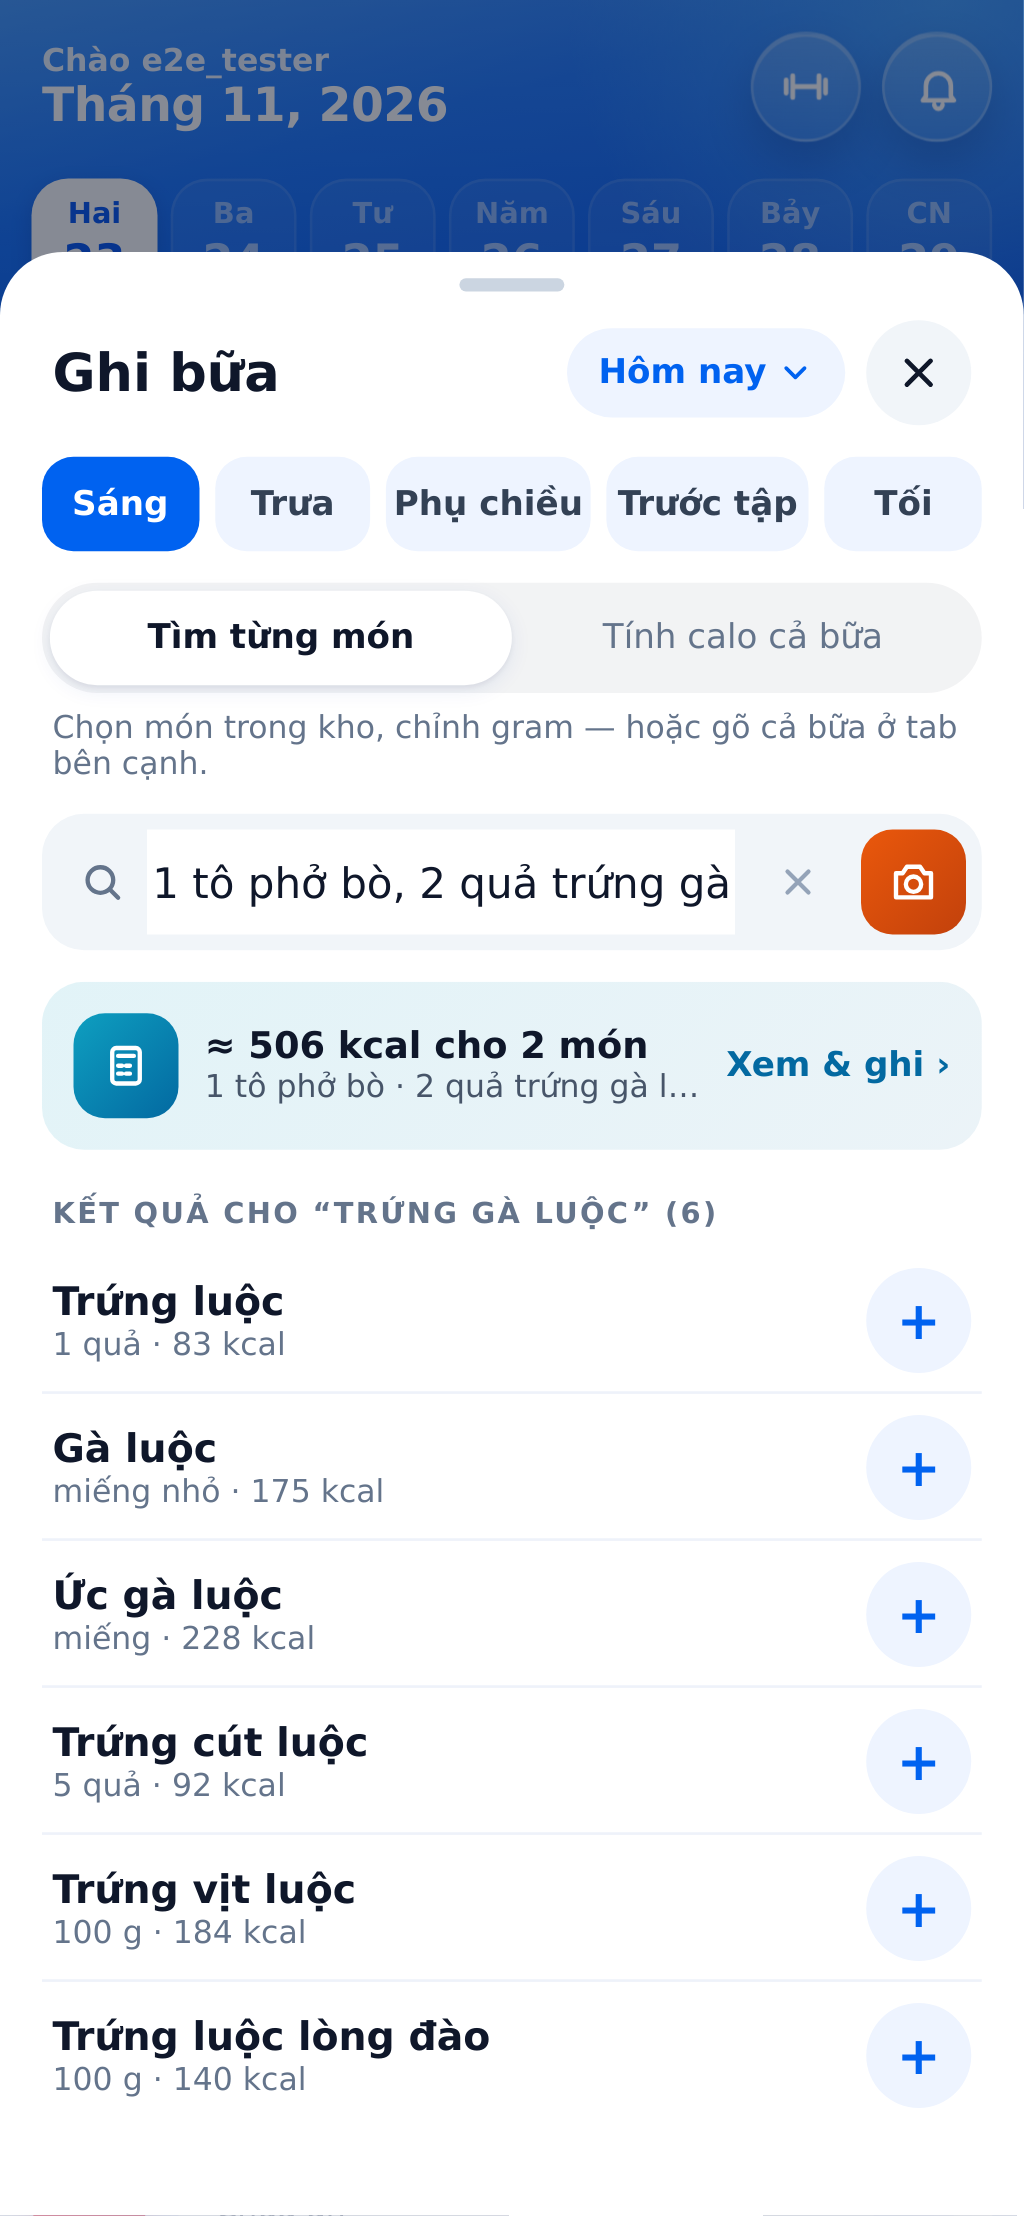 Chào e2e_tester
Tháng 11, 2026
Hai Ba Tư Năm Sáu Bảy CN
Ghi bữa
Hôm nay
Sáng Trưa Phụ chiều Trước tập Tối
Tìm từng món Tính calo cả bữa
Chọn món trong kho, chỉnh gram — hoặc gõ cả bữa ở tab
bên cạnh.
1 tô phở bò, 2 quả trứng gà
≈ 506 kcal cho 2 món
1 tô phở bò · 2 quả trứng gà l...
Xem & ghi ›
KẾT QUẢ CHO “TRỨNG GÀ LUỘC” (6)
Trứng luộc
1 quả · 83 kcal
Gà luộc
miếng nhỏ · 175 kcal
Ức gà luộc
miếng · 228 kcal
Trứng cút luộc
5 quả · 92 kcal
Trứng vịt luộc
100 g · 184 kcal
Trứng luộc lòng đào
100 g · 140 kcal